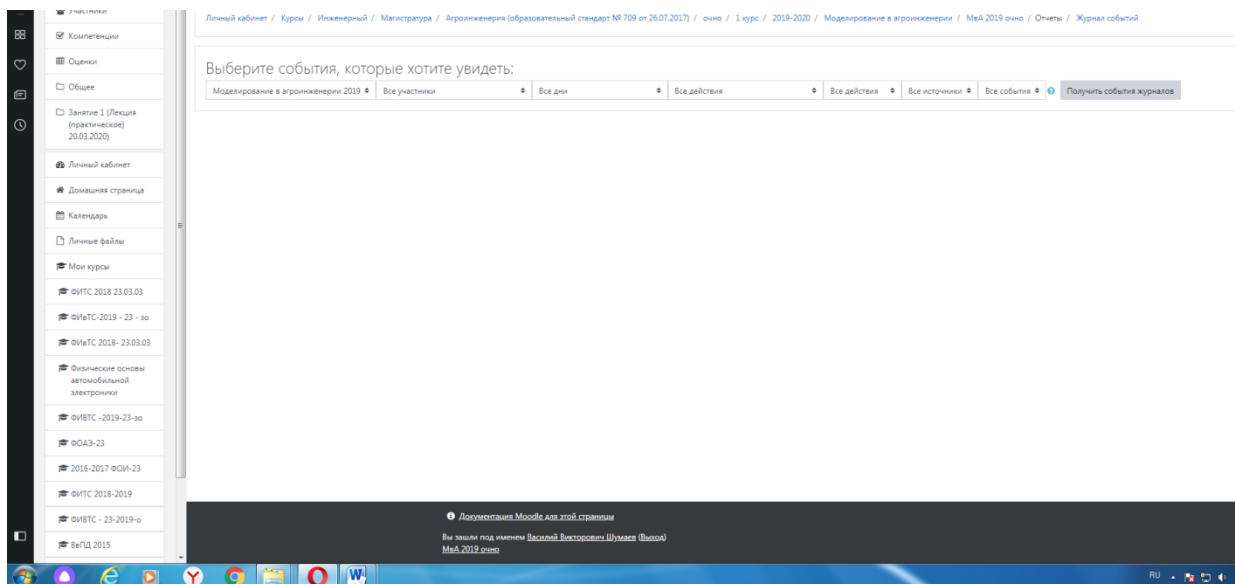 Участники
Компетенции
Оценки
Общее
Занятие 1 (Лекция
(практическое)
20.03.2020)
Личный кабинет
Домашняя страница
Календарь
Личные файлы
Мои курсы
ФИТС 2018 23.03.03
ФИвТС-2019 - 23 - зо
ФИвТС 2018- 23.03.03
Физические основы
автомобильной
электроники
ФИВТС -2019-23-зо
ФОАЭ-23
2016-2017 ФОИ-23
ФИТС 2018-2019
ФИВТС - 23-2019-о
ВеПД 2015
Личный кабинет / Курсы / Инженерный / Магистратура / Агроинженерия (образовательный стандарт № 709 от 26.07.2017) / очно / 1 курс / 2019-2020 / Моделирование в агроинженерии / МвА 2019 очно / Отчеты / Журнал событий
Выберите события, которые хотите увидеть:
Моделирование в агроинженерии 2019 Все участники Все дни Все действия Все действия Все источники Все события Получить события журналов
Документация Moodle для этой страницы
Вы зашли под именем Василий Викторович Шумаев (Выход)
МвА 2019 очно
RU